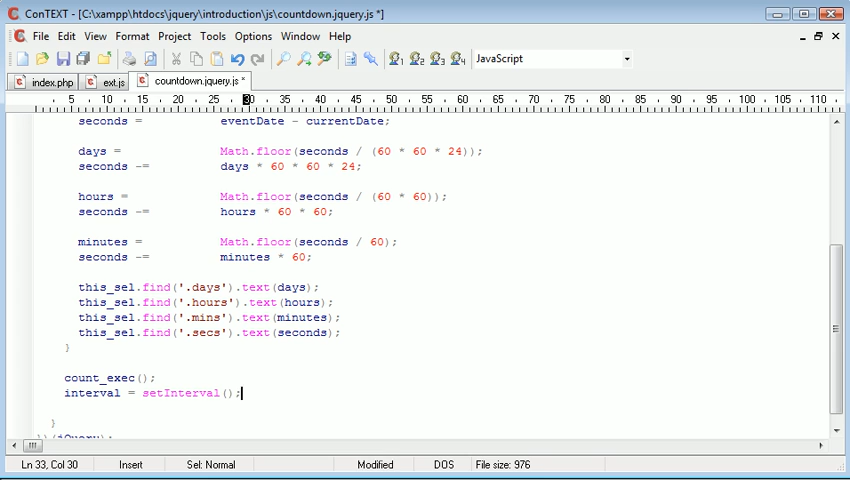 ConTEXT - [C:\xampp\htdocs\jquery\introduction\js\countdown.jquery.js *]
File Edit View Format Project Tools Options Window Help
1 2 3 4 JavaScript
index.php ext.js countdown.jquery.js *
5 10 15 20 25 30 35 40 45 50 55 60 65 70 75 80 85 90 95 100 110
seconds = eventDate - currentDate;
days = Math.floor(seconds / (60 * 60 * 24));
seconds -= days * 60 * 60 * 24;
hours = Math.floor(seconds / (60 * 60));
seconds -= hours * 60 * 60;
minutes = Math.floor(seconds / 60);
seconds -= minutes * 60;
this_sel.find('.days').text(days);
this_sel.find('.hours').text(hours);
this_sel.find('.mins').text(minutes);
this_sel.find('.secs').text(seconds);
}
count_exec();
interval = setInterval();
}
})(jQuery);
Ln 33, Col 30 Insert Sel: Normal Modified DOS File size: 976